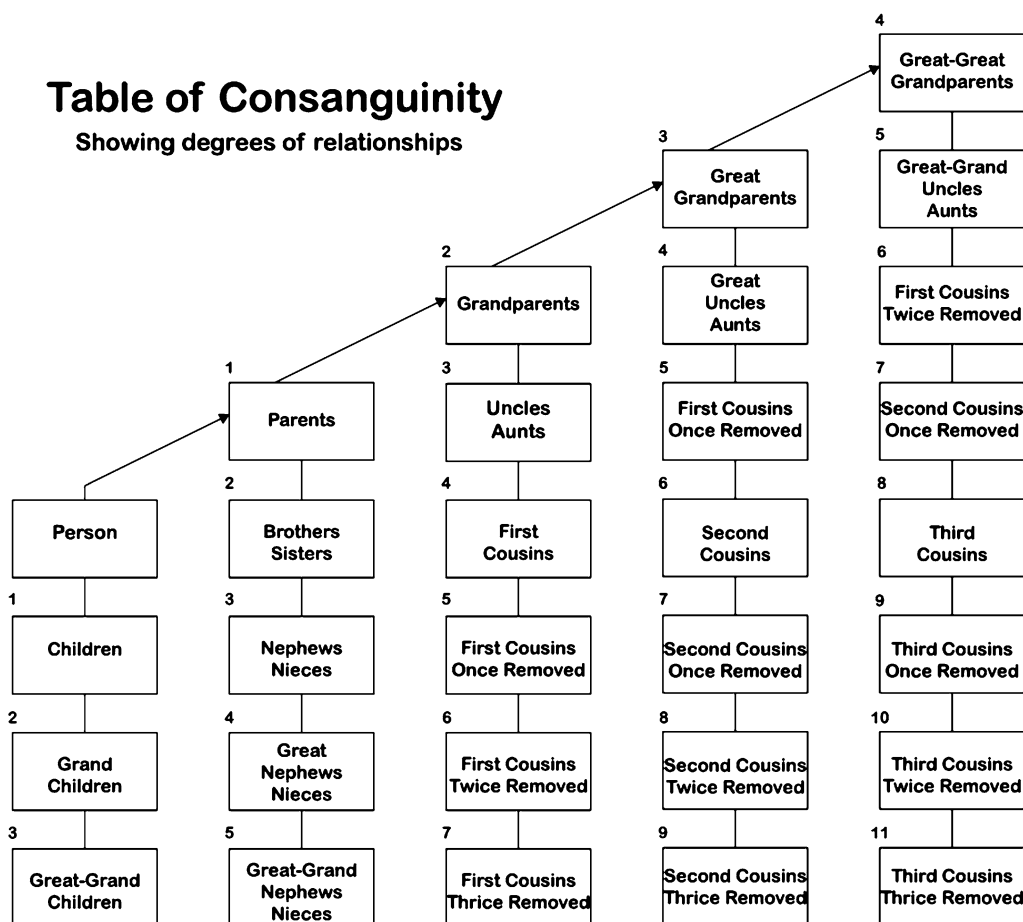 Table of Consanguinity
Showing degrees of relationships
4
Great-Great
Grandparents
3
Great
Grandparents
5
Great-Grand
Uncles
Aunts
2
Grandparents
4
Great
Uncles
Aunts
6
First Cousins
Twice Removed
1
Parents
3
Uncles
Aunts
5
First Cousins
Once Removed
7
Second Cousins
Once Removed
Person
2
Brothers
Sisters
4
First
Cousins
6
Second
Cousins
8
Third
Cousins
1
Children
3
Nephews
Nieces
5
First Cousins
Once Removed
7
Second Cousins
Once Removed
9
Third Cousins
Once Removed
2
Grand
Children
4
Great
Nephews
Nieces
6
First Cousins
Twice Removed
8
Second Cousins
Twice Removed
10
Third Cousins
Twice Removed
3
Great-Grand
Children
5
Great-Grand
Nephews
Nieces
7
First Cousins
Thrice Removed
9
Second Cousins
Thrice Removed
11
Third Cousins
Thrice Removed